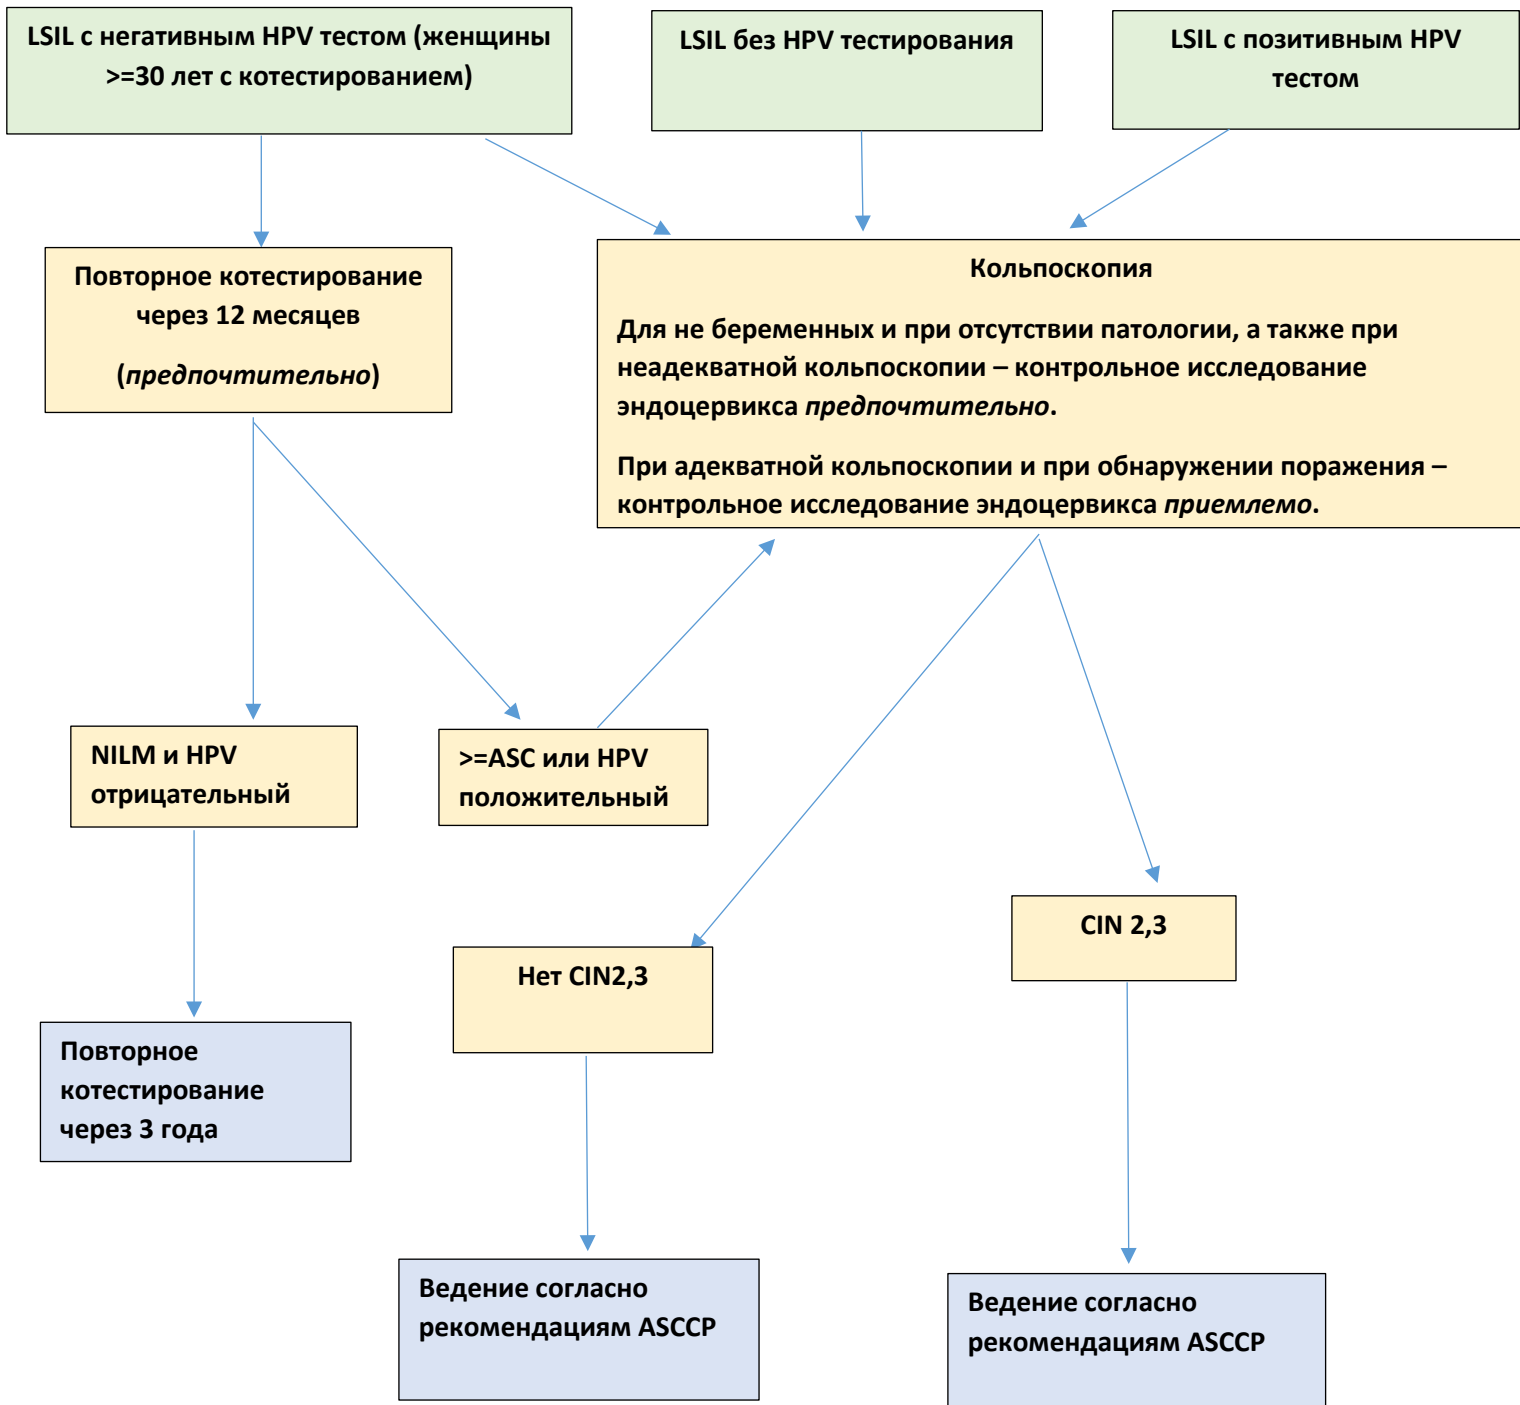 LSIL с негативным HPV тестом (женщины
>=30 лет с котестированием)
LSIL без HPV тестирования
LSIL с позитивным HPV
тестом
Повторное котестирование
через 12 месяцев
(предпочтительно)
Кольпоскопия
Для не беременных и при отсутствии патологии, а также при
неадекватной кольпоскопии – контрольное исследование
эндоцервикса предпочтительно.
При адекватной кольпоскопии и при обнаружении поражения –
контрольное исследование эндоцервикса приемлемо.
NILM и HPV
отрицательный
>=ASC или HPV
положительный
CIN 2,3
Нет CIN2,3
Повторное
котестирование
через 3 года
Ведение согласно
рекомендациям ASCCP
Ведение согласно
рекомендациям ASCCP